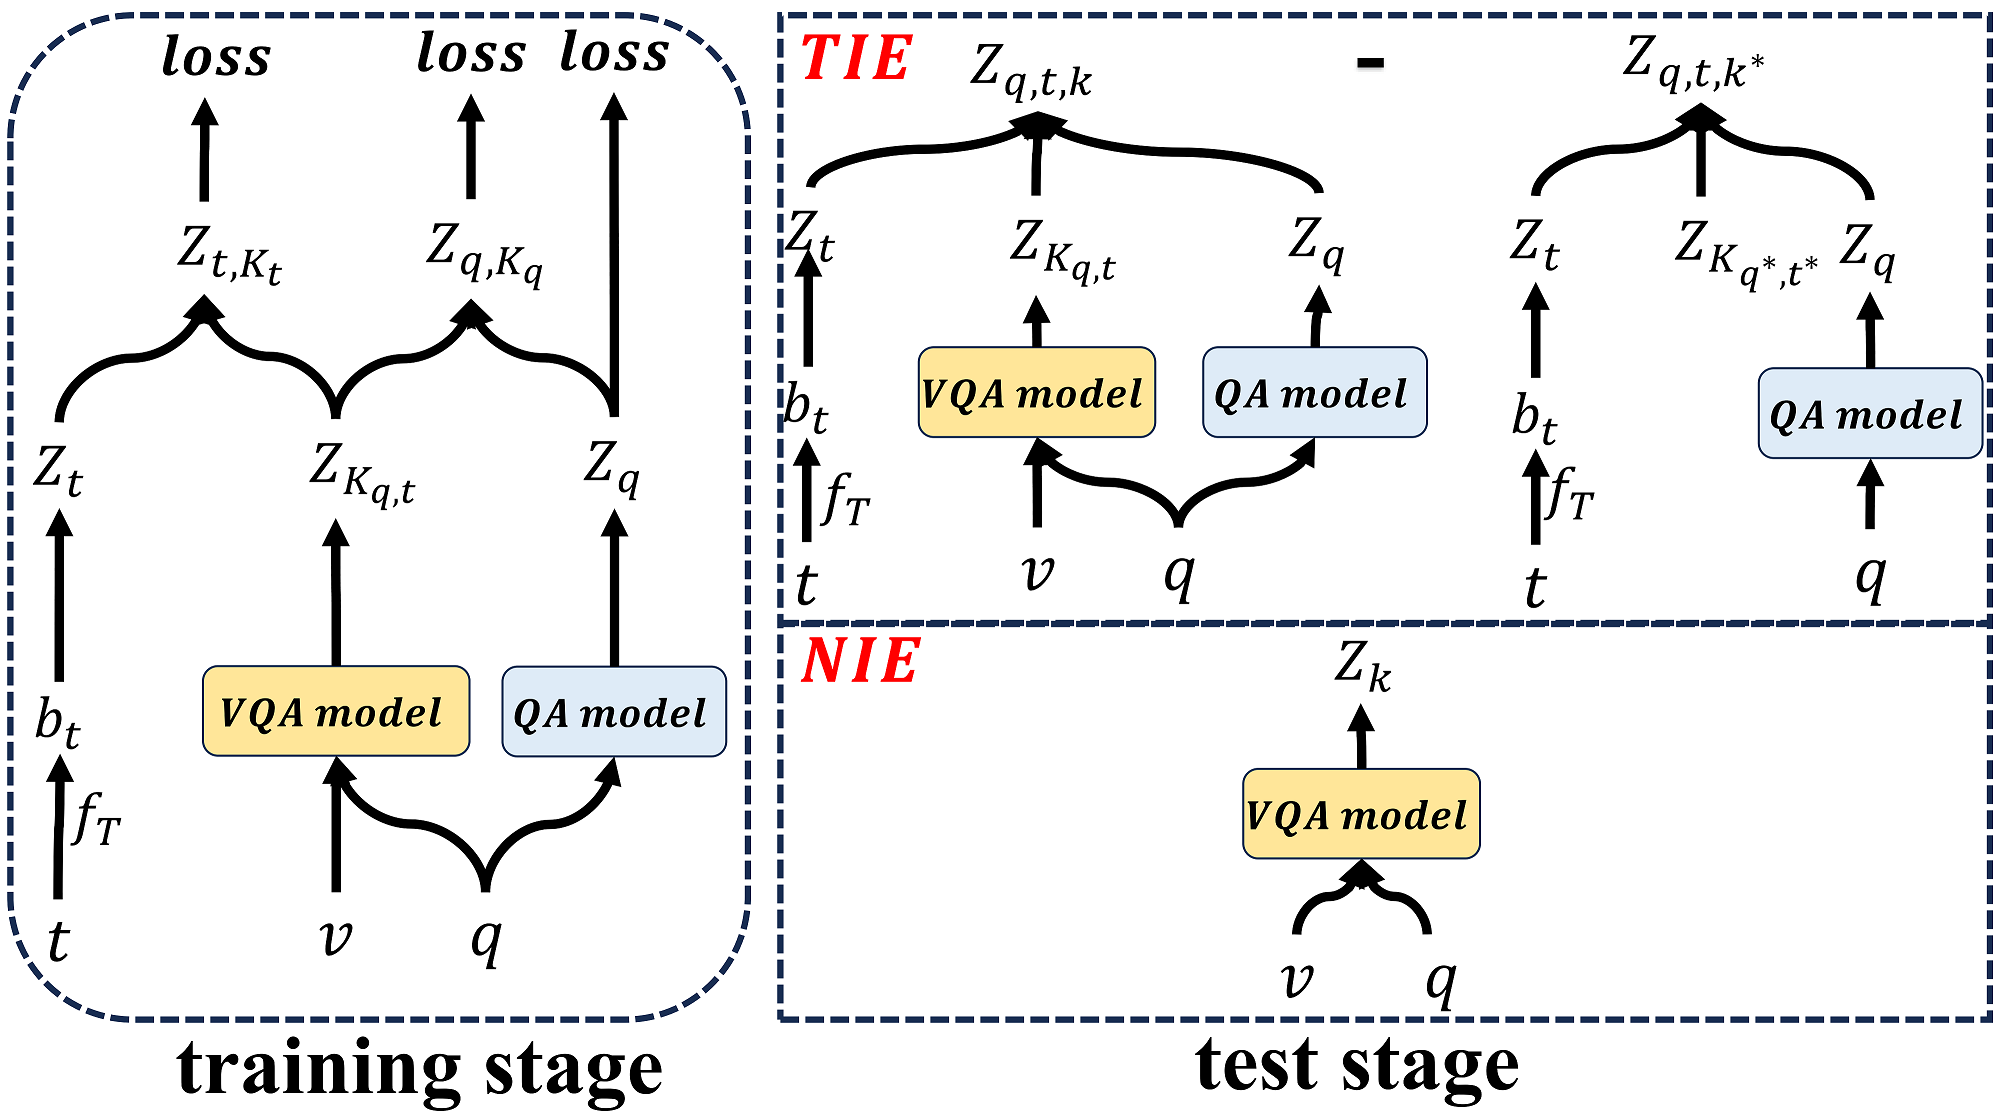 loss loss loss
Z_{t,K_t} Z_{q,K_q}
Z_t Z_{K_{q,t}} Z_q
b_t VQA model QA model
f_T
t v q
training stage
TIE Z_{q,t,k} - Z_{q,t,k^*}
Z_t Z_{K_{q,t}} Z_q Z_t Z_{K_{q^*,t^*}} Z_q
b_t VQA model QA model b_t QA model
f_T f_T
t v q t q
NIE Z_k
VQA model
v q
test stage